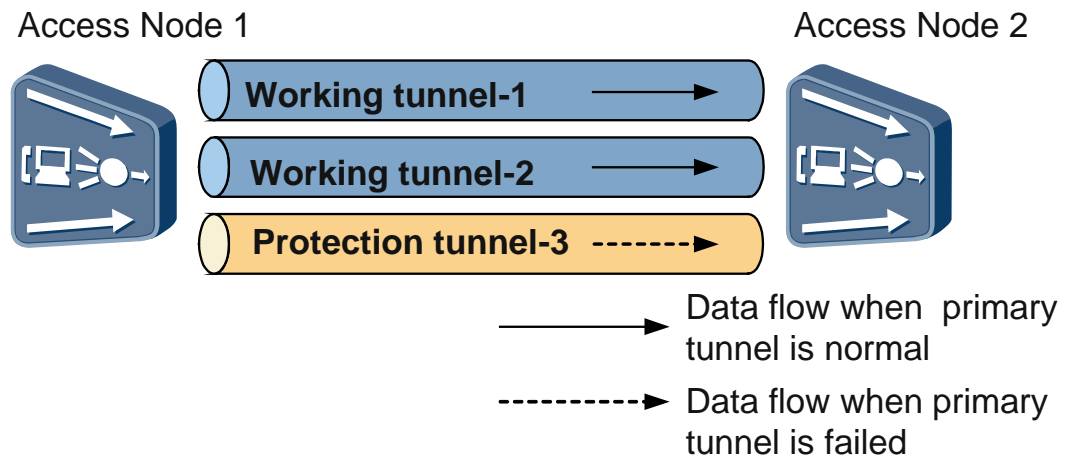 Access Node 1
Access Node 2
Working tunnel-1
Working tunnel-2
Protection tunnel-3
Data flow when primary
tunnel is normal
Data flow when primary
tunnel is failed